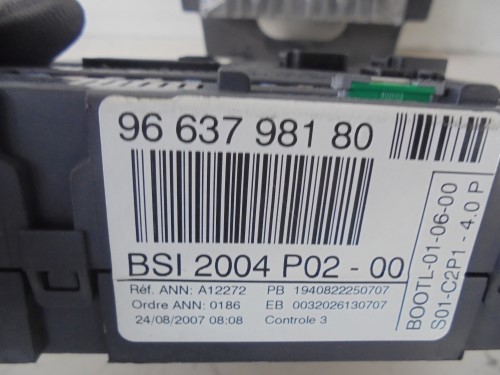 96 637 981 80
BSI 2004 P02 - 00
Réf. ANN: A12272 PB 1940822250707
Ordre ANN: 0186 EB 0032026130707
24/08/2007 08:08 Controle 3
BOOTL-01-06-00
S01-C2P1 - 4.0 P